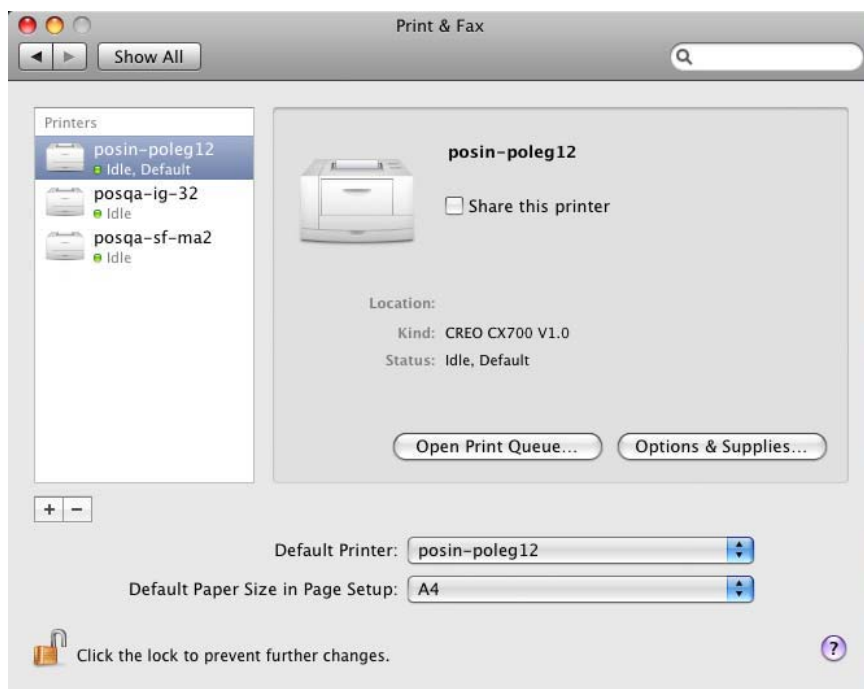 Print & Fax
Show All
Printers
posin-poleg12
Idle, Default
posqa-ig-32
Idle
posqa-sf-ma2
Idle
posin-poleg12
Share this printer
Location:
Kind: CREO CX700 V1.0
Status: Idle, Default
Open Print Queue...
Options & Supplies...
+ −
Default Printer: posin-poleg12
Default Paper Size in Page Setup: A4
Click the lock to prevent further changes.
?